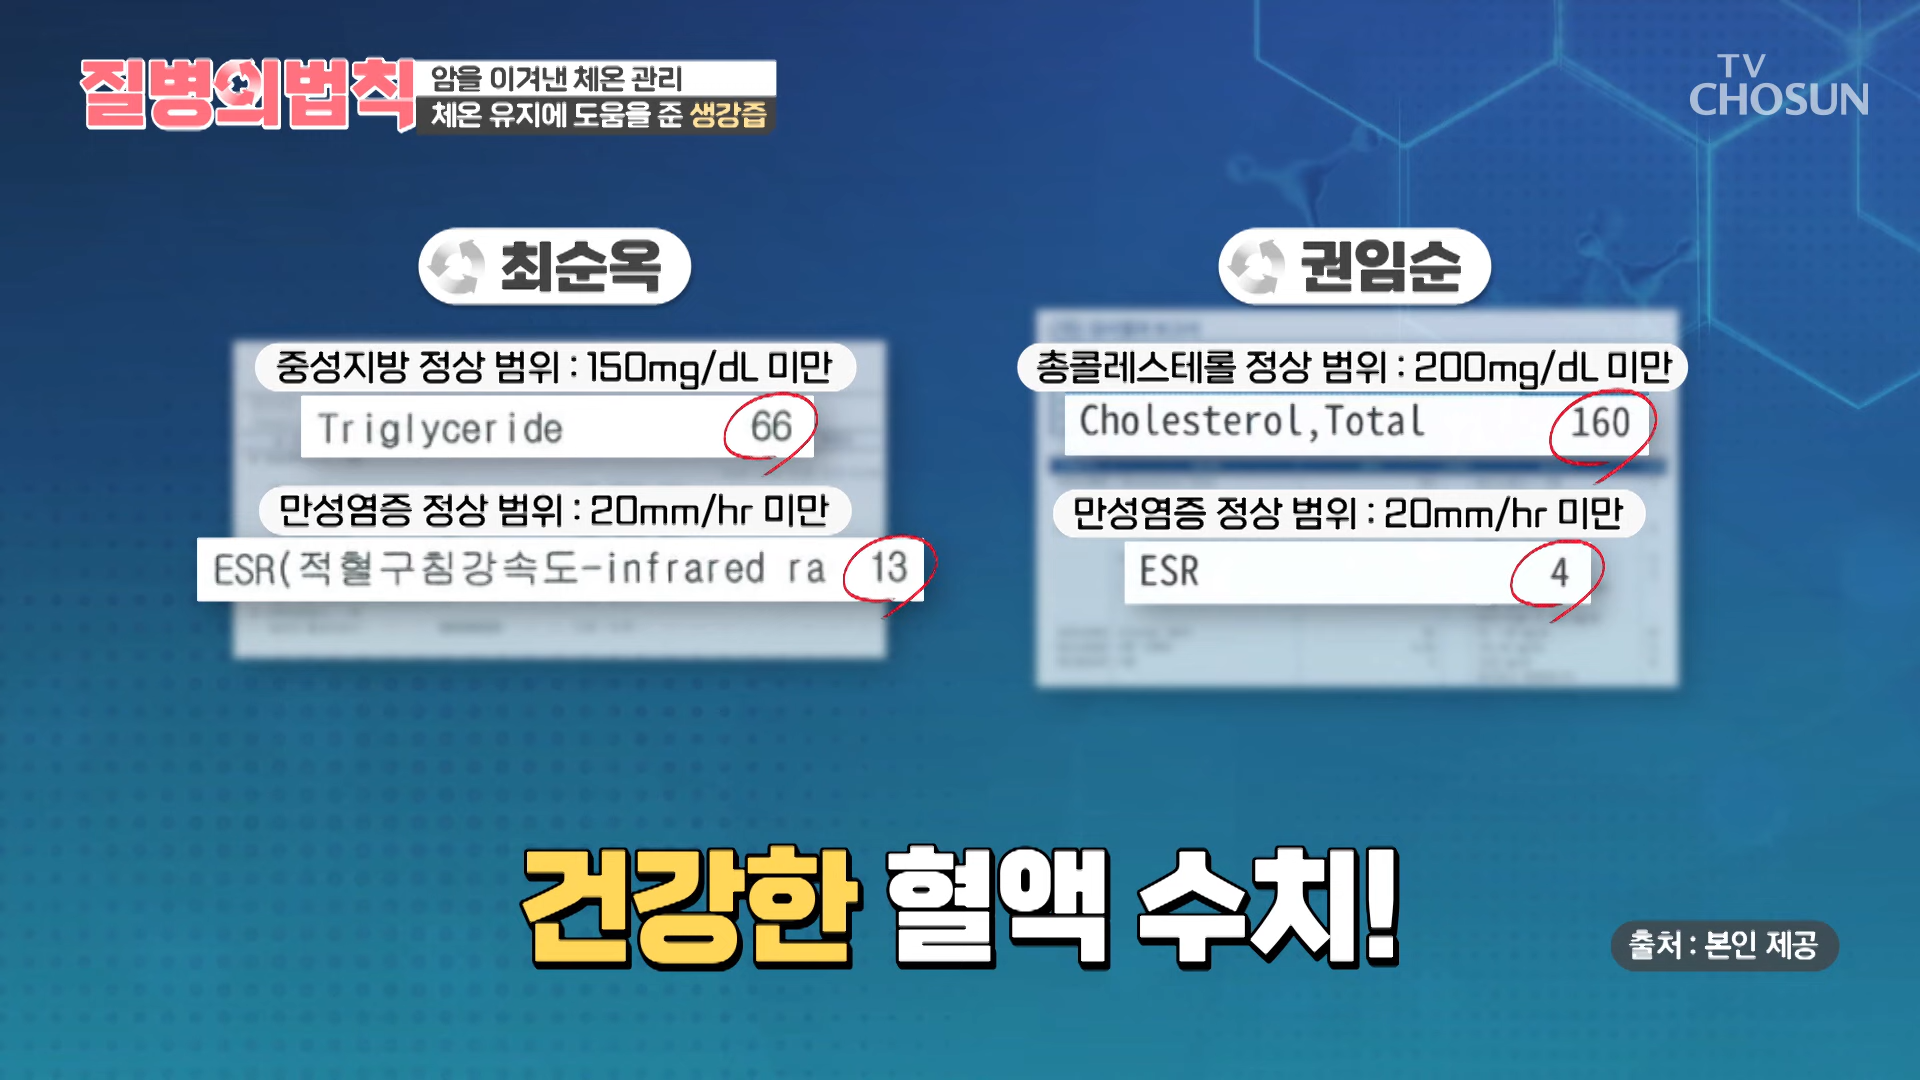 질병의 법칙
암을 이겨낸 체온 관리
체온 유지에 도움을 준 생강즙
TV
CHOSUN
최순옥
중성지방 정상 범위 : 150mg/dL 미만
Triglyceride 66
만성염증 정상 범위 : 20mm/hr 미만
ESR(적혈구침강속도-infrared ra 13
권임순
총콜레스테롤 정상 범위 : 200mg/dL 미만
Cholesterol,Total 160
만성염증 정상 범위 : 20mm/hr 미만
ESR 4
건강한 혈액 수치!
출처 : 본인 제공